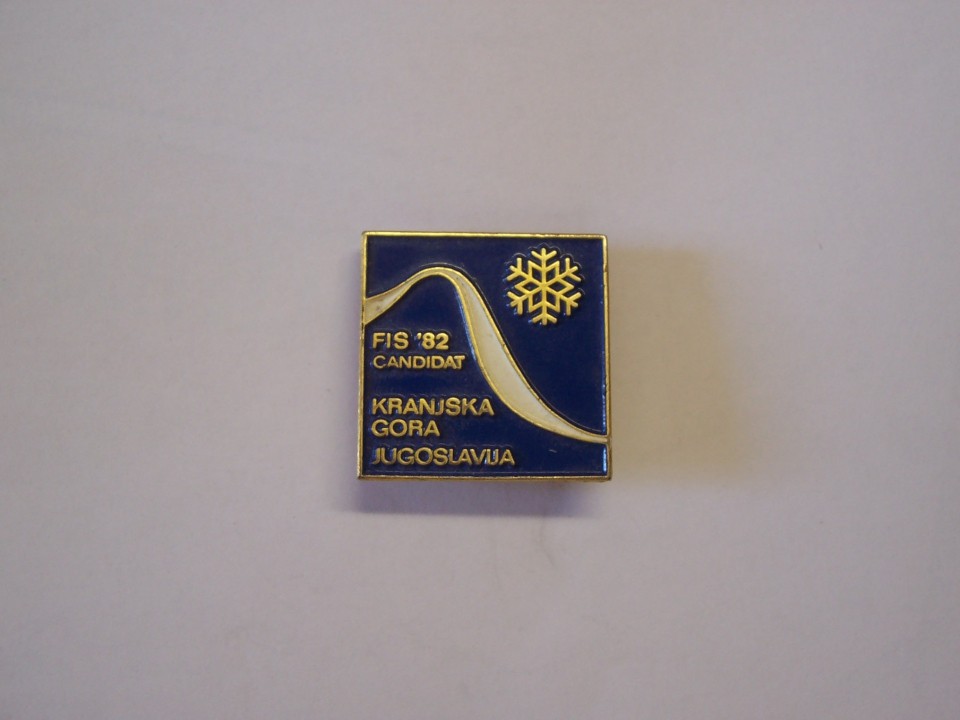 FIS '82
CANDIDAT
KRANJSKA
GORA
JUGOSLAVIJA